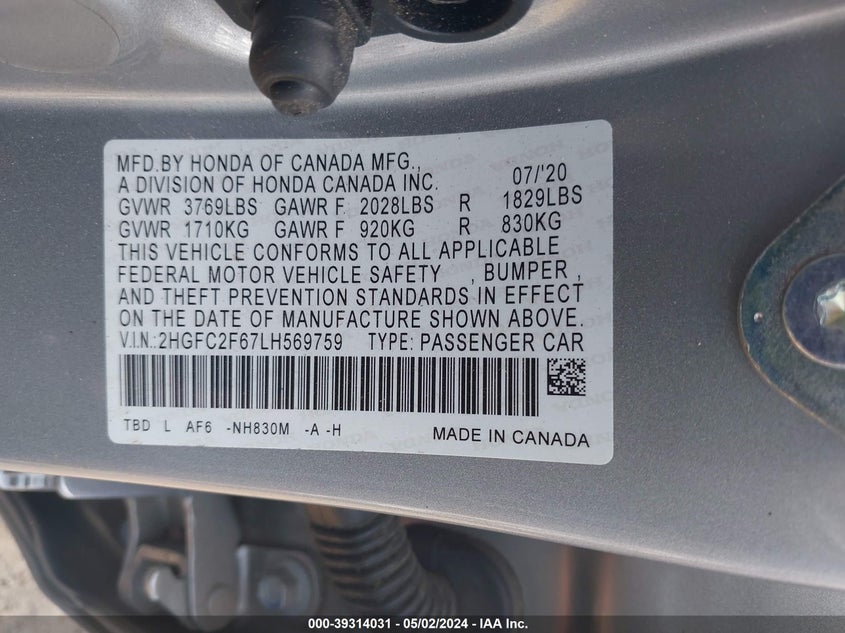 MFD.BY HONDA OF CANADA MFG.,
A DIVISION OF HONDA CANADA INC. 07/'20
GVWR 3769LBS GAWR F 2028LBS R 1829LBS
GVWR 1710KG GAWR F 920KG R 830KG
THIS VEHICLE CONFORMS TO ALL APPLICABLE
FEDERAL MOTOR VEHICLE SAFETY , BUMPER ,
AND THEFT PREVENTION STANDARDS IN EFFECT
ON THE DATE OF MANUFACTURE SHOWN ABOVE.
V.I.N.:2HGFC2F67LH569759 TYPE: PASSENGER CAR
TBD L AF6 -NH830M -A -H MADE IN CANADA
000-39314031 - 05/02/2024 - IAA Inc.